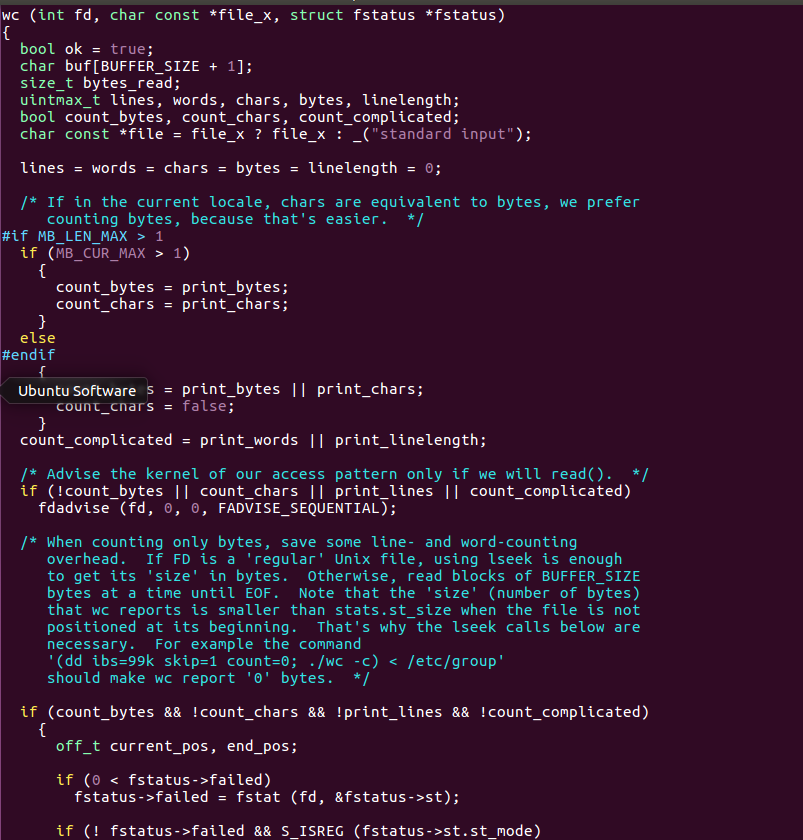 wc (int fd, char const *file_x, struct fstatus *fstatus)
{
  bool ok = true;
  char buf[BUFFER_SIZE + 1];
  size_t bytes_read;
  uintmax_t lines, words, chars, bytes, linelength;
  bool count_bytes, count_chars, count_complicated;
  char const *file = file_x ? file_x : _("standard input");

  lines = words = chars = bytes = linelength = 0;

  /* If in the current locale, chars are equivalent to bytes, we prefer
     counting bytes, because that's easier.  */
#if MB_LEN_MAX > 1
  if (MB_CUR_MAX > 1)
    {
      count_bytes = print_bytes;
      count_chars = print_chars;
    }
  else
#endif
    {
Ubuntu Software s = print_bytes || print_chars;
      count_chars = false;
    }
  count_complicated = print_words || print_linelength;

  /* Advise the kernel of our access pattern only if we will read().  */
  if (!count_bytes || count_chars || print_lines || count_complicated)
    fdadvise (fd, 0, 0, FADVISE_SEQUENTIAL);

  /* When counting only bytes, save some line- and word-counting
     overhead.  If FD is a 'regular' Unix file, using lseek is enough
     to get its 'size' in bytes.  Otherwise, read blocks of BUFFER_SIZE
     bytes at a time until EOF.  Note that the 'size' (number of bytes)
     that wc reports is smaller than stats.st_size when the file is not
     positioned at its beginning.  That's why the lseek calls below are
     necessary.  For example the command
     '(dd ibs=99k skip=1 count=0; ./wc -c) < /etc/group'
     should make wc report '0' bytes.  */

  if (count_bytes && !count_chars && !print_lines && !count_complicated)
    {
      off_t current_pos, end_pos;

      if (0 < fstatus->failed)
        fstatus->failed = fstat (fd, &fstatus->st);

      if (! fstatus->failed && S_ISREG (fstatus->st.st_mode)